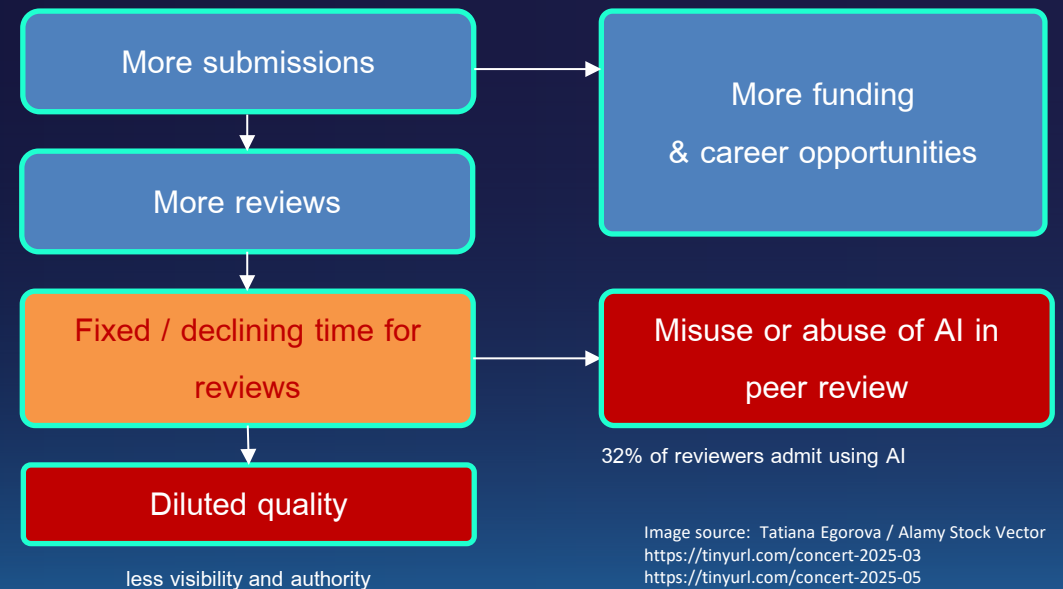 More submissions
More funding
& career opportunities
More reviews
Fixed / declining time for
reviews
Misuse or abuse of AI in
peer review
32% of reviewers admit using AI
Diluted quality
less visibility and authority
Image source:  Tatiana Egorova / Alamy Stock Vector
https://tinyurl.com/concert-2025-03
https://tinyurl.com/concert-2025-05